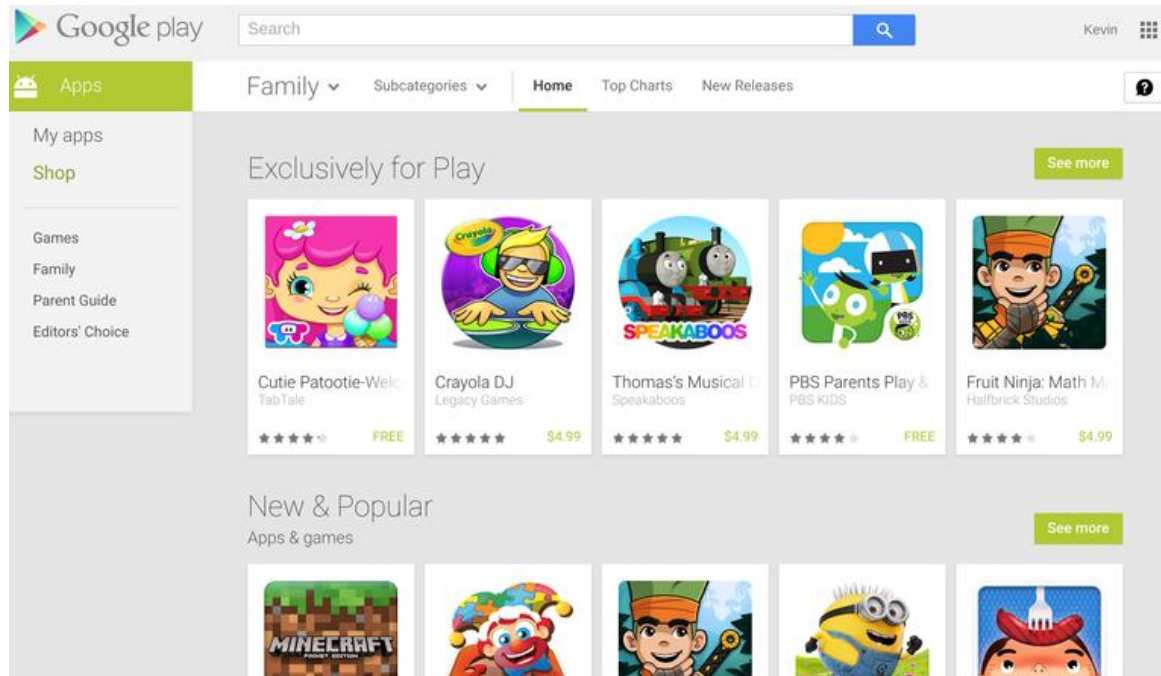 Google play
Search
Kevin
Apps
Family
Subcategories
Home
Top Charts
New Releases
My apps
Shop
Games
Family
Parent Guide
Editors' Choice
Exclusively for Play
See more
Crayola
SPEAKABOOS
PBS
Cutie Patootie-Welc
TabTale
FREE
Crayola DJ
Legacy Games
$4.99
Thomas's Musical
Speakaboos
$4.99
PBS Parents Play &
PBS KIDS
FREE
Fruit Ninja: Math M
Halfbrick Studios
$4.99
New & Popular
Apps & games
See more
MINECRAFT
POCKET EDITION